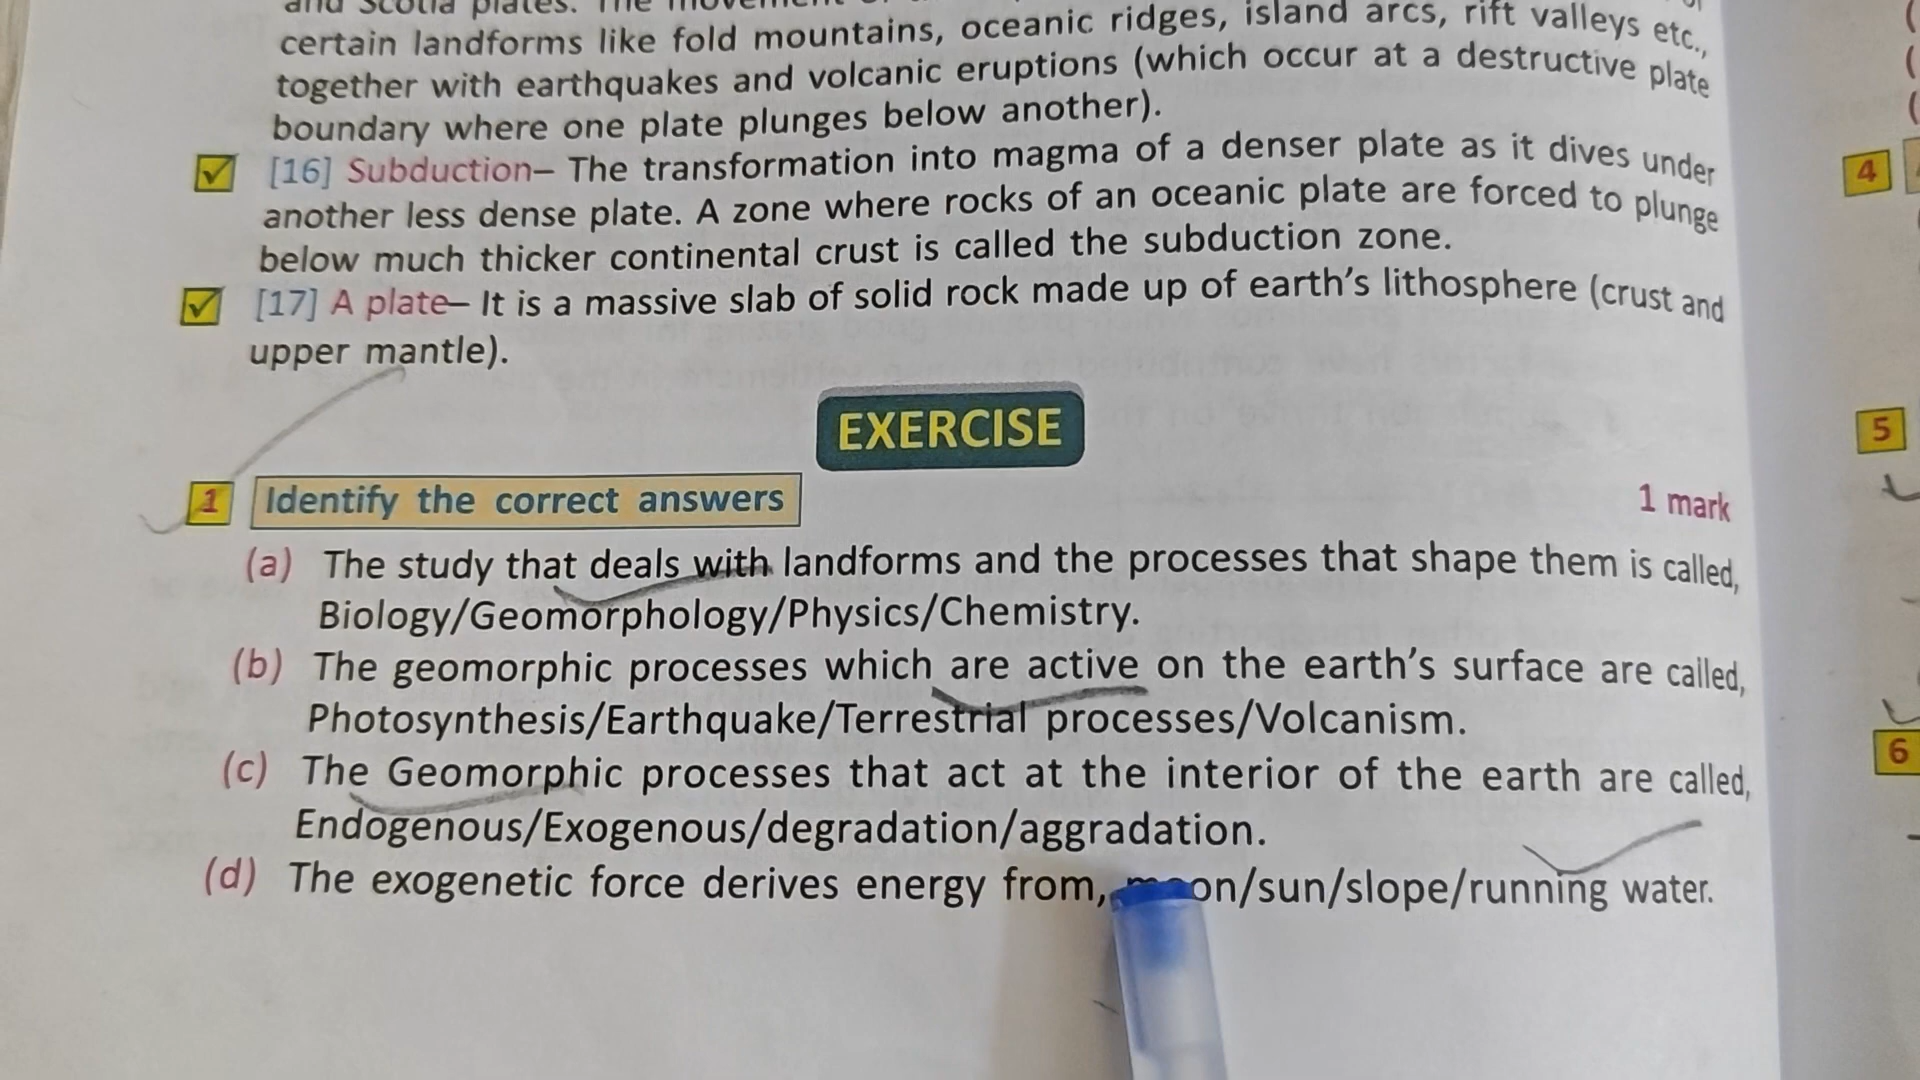 certain landforms like fold mountains, oceanic ridges, island arcs, rift valleys etc.,
together with earthquakes and volcanic eruptions (which occur at a destructive plate
boundary where one plate plunges below another).
[16] Subduction– The transformation into magma of a denser plate as it dives under
another less dense plate. A zone where rocks of an oceanic plate are forced to plunge
below much thicker continental crust is called the subduction zone.
[17] A plate– It is a massive slab of solid rock made up of earth's lithosphere (crust and
upper mantle).
EXERCISE
1 Identify the correct answers 1 mark
(a) The study that deals with landforms and the processes that shape them is called,
Biology/Geomorphology/Physics/Chemistry.
(b) The geomorphic processes which are active on the earth's surface are called,
Photosynthesis/Earthquake/Terrestrial processes/Volcanism.
(c) The Geomorphic processes that act at the interior of the earth are called,
Endogenous/Exogenous/degradation/aggradation.
(d) The exogenetic force derives energy from, moon/sun/slope/running water.
4
5
6